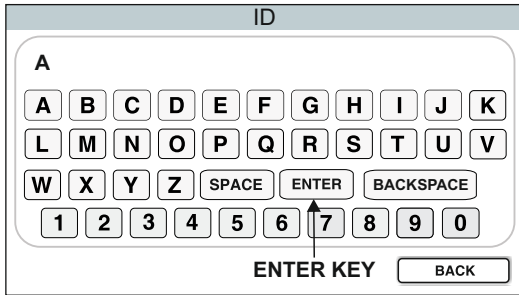 ID
A
A B C D E F G H I J K
L M N O P Q R S T U V
W X Y Z SPACE ENTER BACKSPACE
1 2 3 4 5 6 7 8 9 0
ENTER KEY BACK